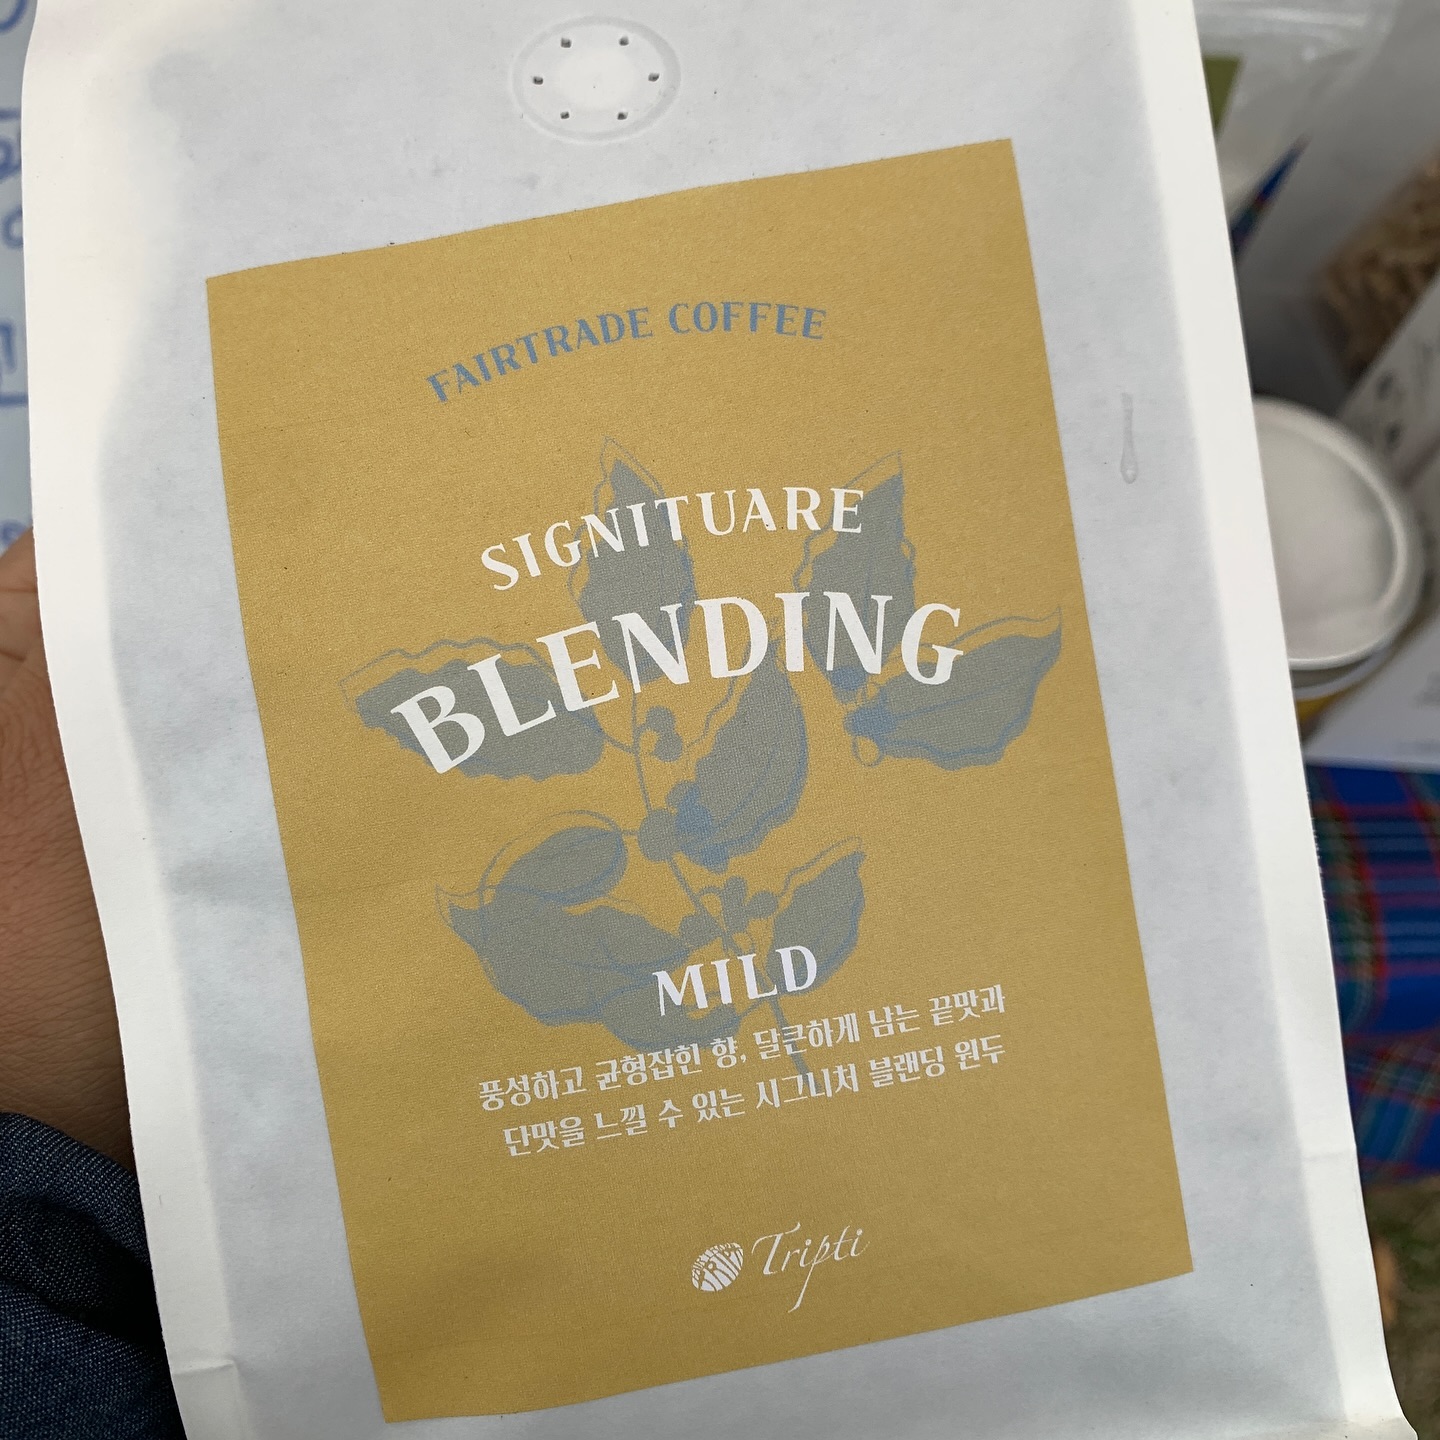 FAIRTRADE COFFEE
SIGNITUARE
BLENDING
MILD
풍성하고 균형잡힌 향, 달큰하게 남는 끝맛과
단맛을 느낄 수 있는 시그니처 블랜딩 원두
Tripti